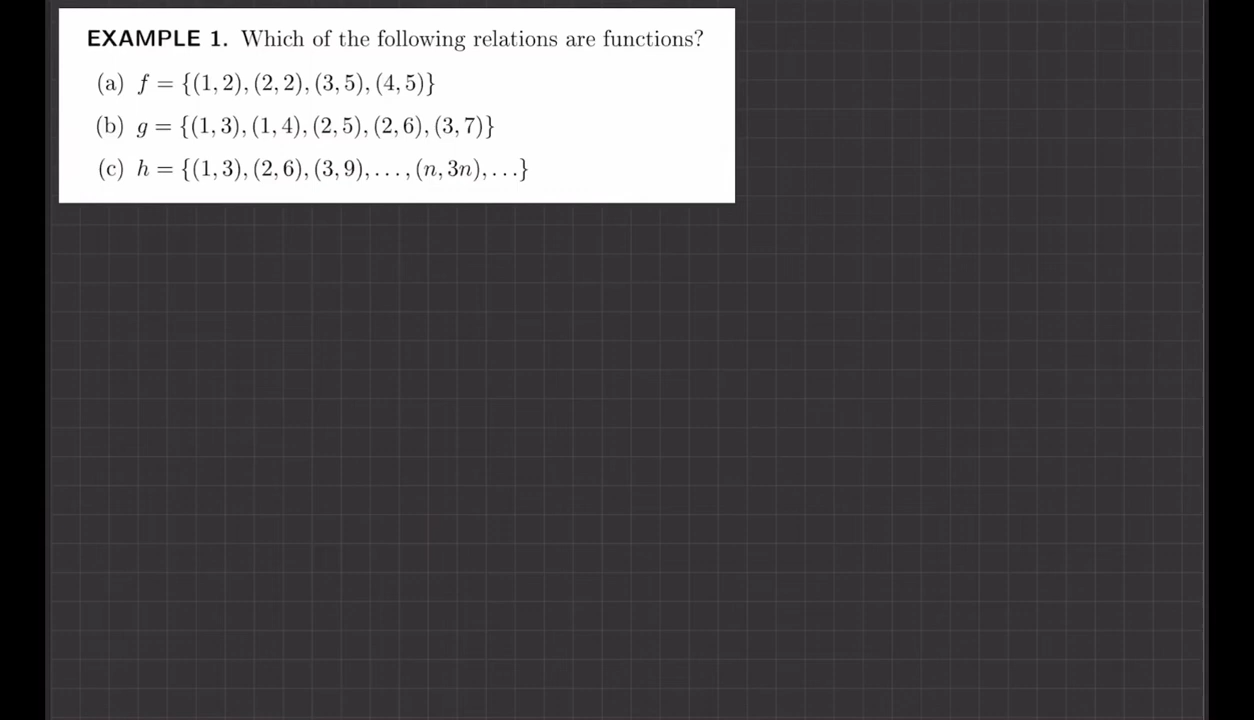 EXAMPLE 1. Which of the following relations are functions?
(a) f = {(1, 2), (2, 2), (3, 5), (4, 5)}
(b) g = {(1, 3), (1, 4), (2, 5), (2, 6), (3, 7)}
(c) h = {(1, 3), (2, 6), (3, 9), . . . , (n, 3n), . . .}